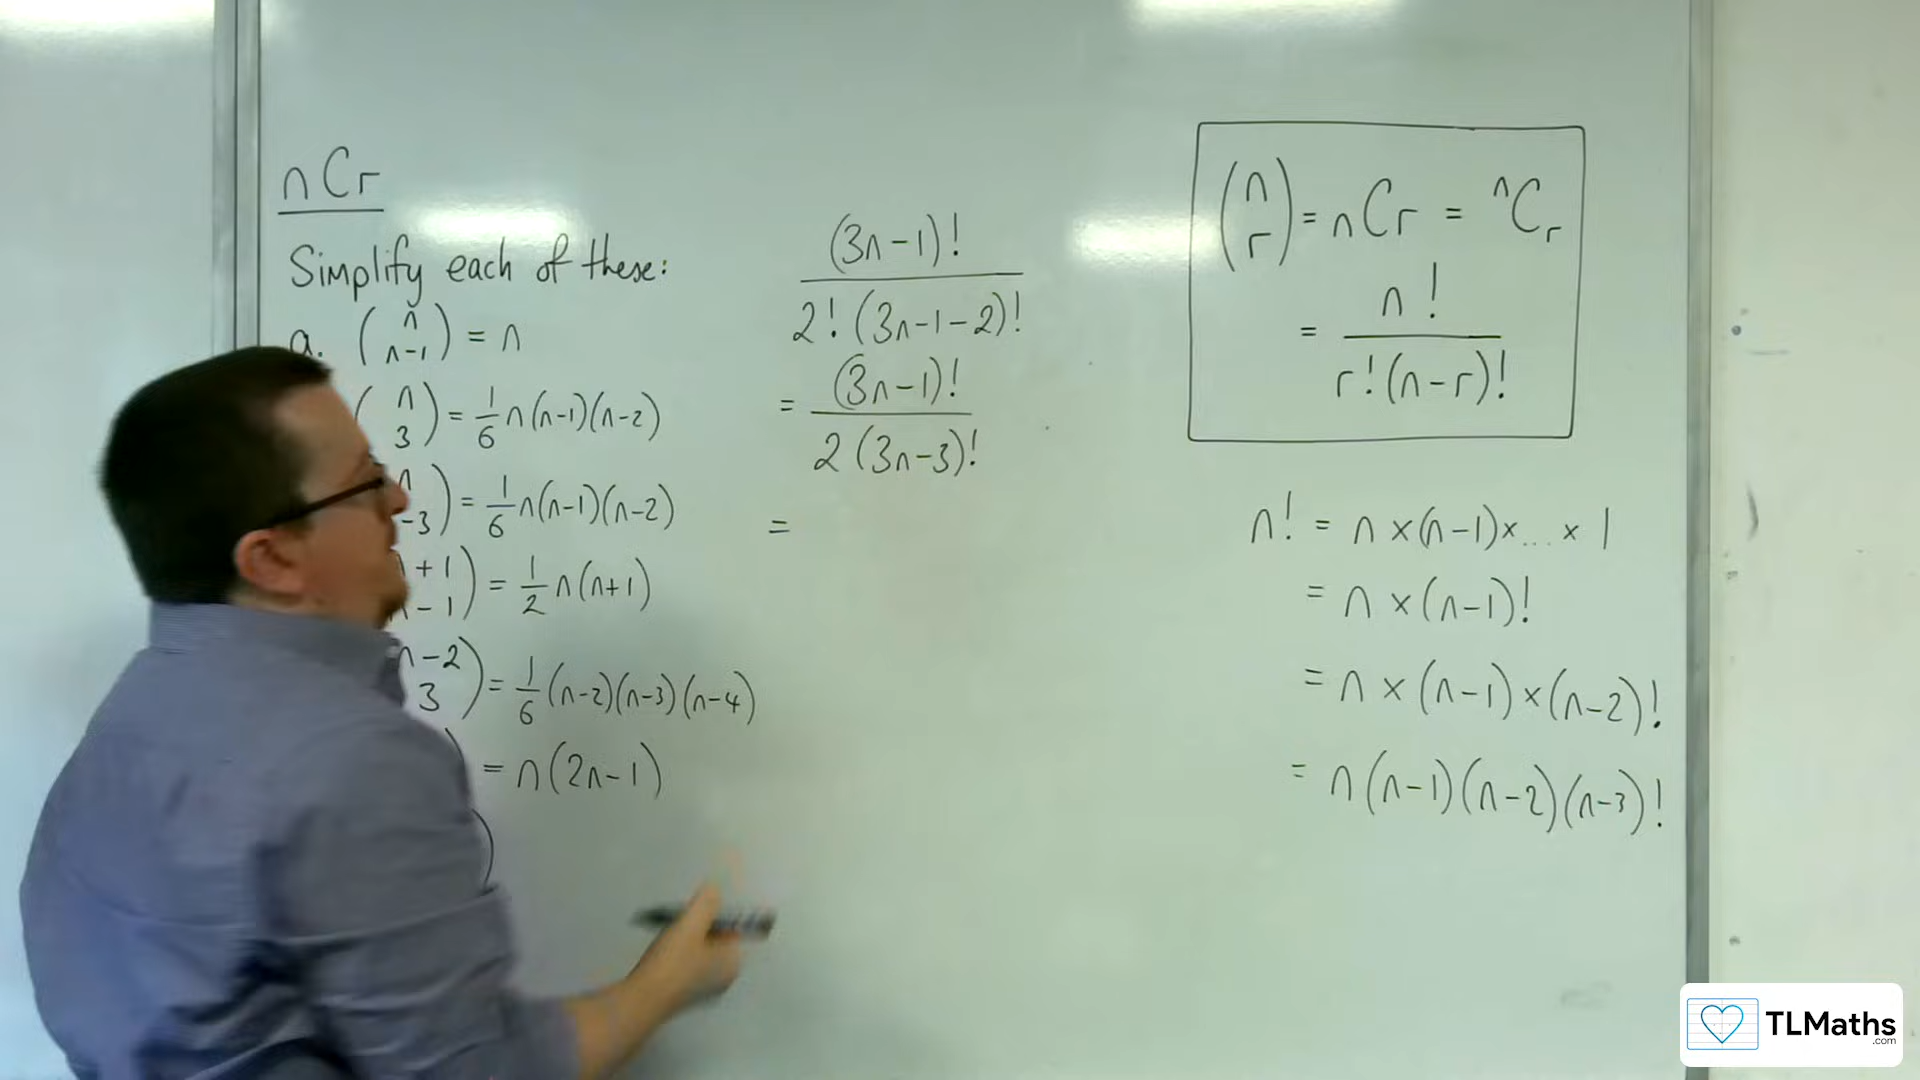 nCr
Simplify each of these:
a. (n n-1) = n
(n 3) = 1/6 n(n-1)(n-2)
-3) = 1/6 n(n-1)(n-2)
+1 -1) = 1/2 n(n+1)
n-2 3) = 1/6 (n-2)(n-3)(n-4)
) = n(2n-1)
)
(3n-1)!
2!(3n-1-2)!
= (3n-1)!
2(3n-3)!
=
(n r) = nCr = ⁿCᵣ
= n!
r!(n-r)!
n! = n×(n-1)×...×1
= n×(n-1)!
= n×(n-1)×(n-2)!
= n(n-1)(n-2)(n-3)!
TLMaths
.com